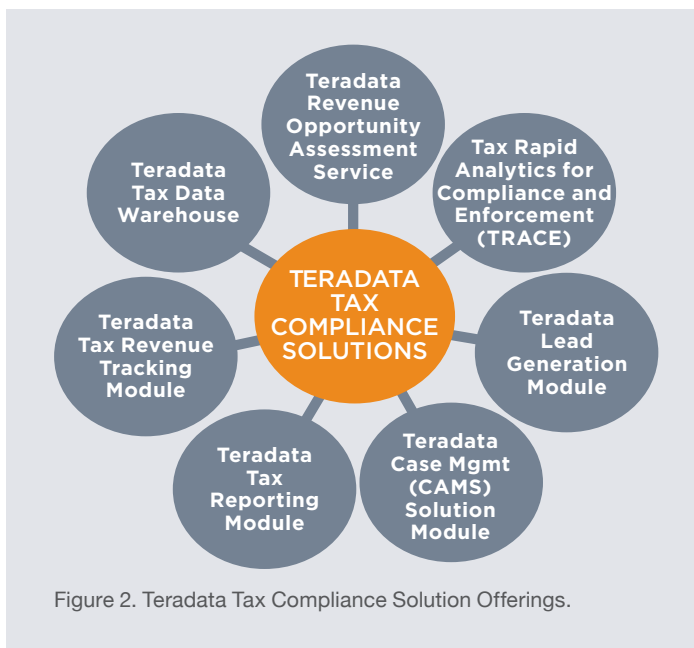 Teradata
Revenue
Opportunity
Assessment
Service
Tax Rapid
Analytics for
Compliance and
Enforcement
(TRACE)
Teradata
Lead
Generation
Module
Teradata
Case Mgmt
(CAMS)
Solution
Module
Teradata
Tax
Reporting
Module
Teradata
Tax Revenue
Tracking
Module
Teradata
Tax Data
Warehouse
TERADATA
TAX
COMPLIANCE
SOLUTIONS
Figure 2. Teradata Tax Compliance Solution Offerings.